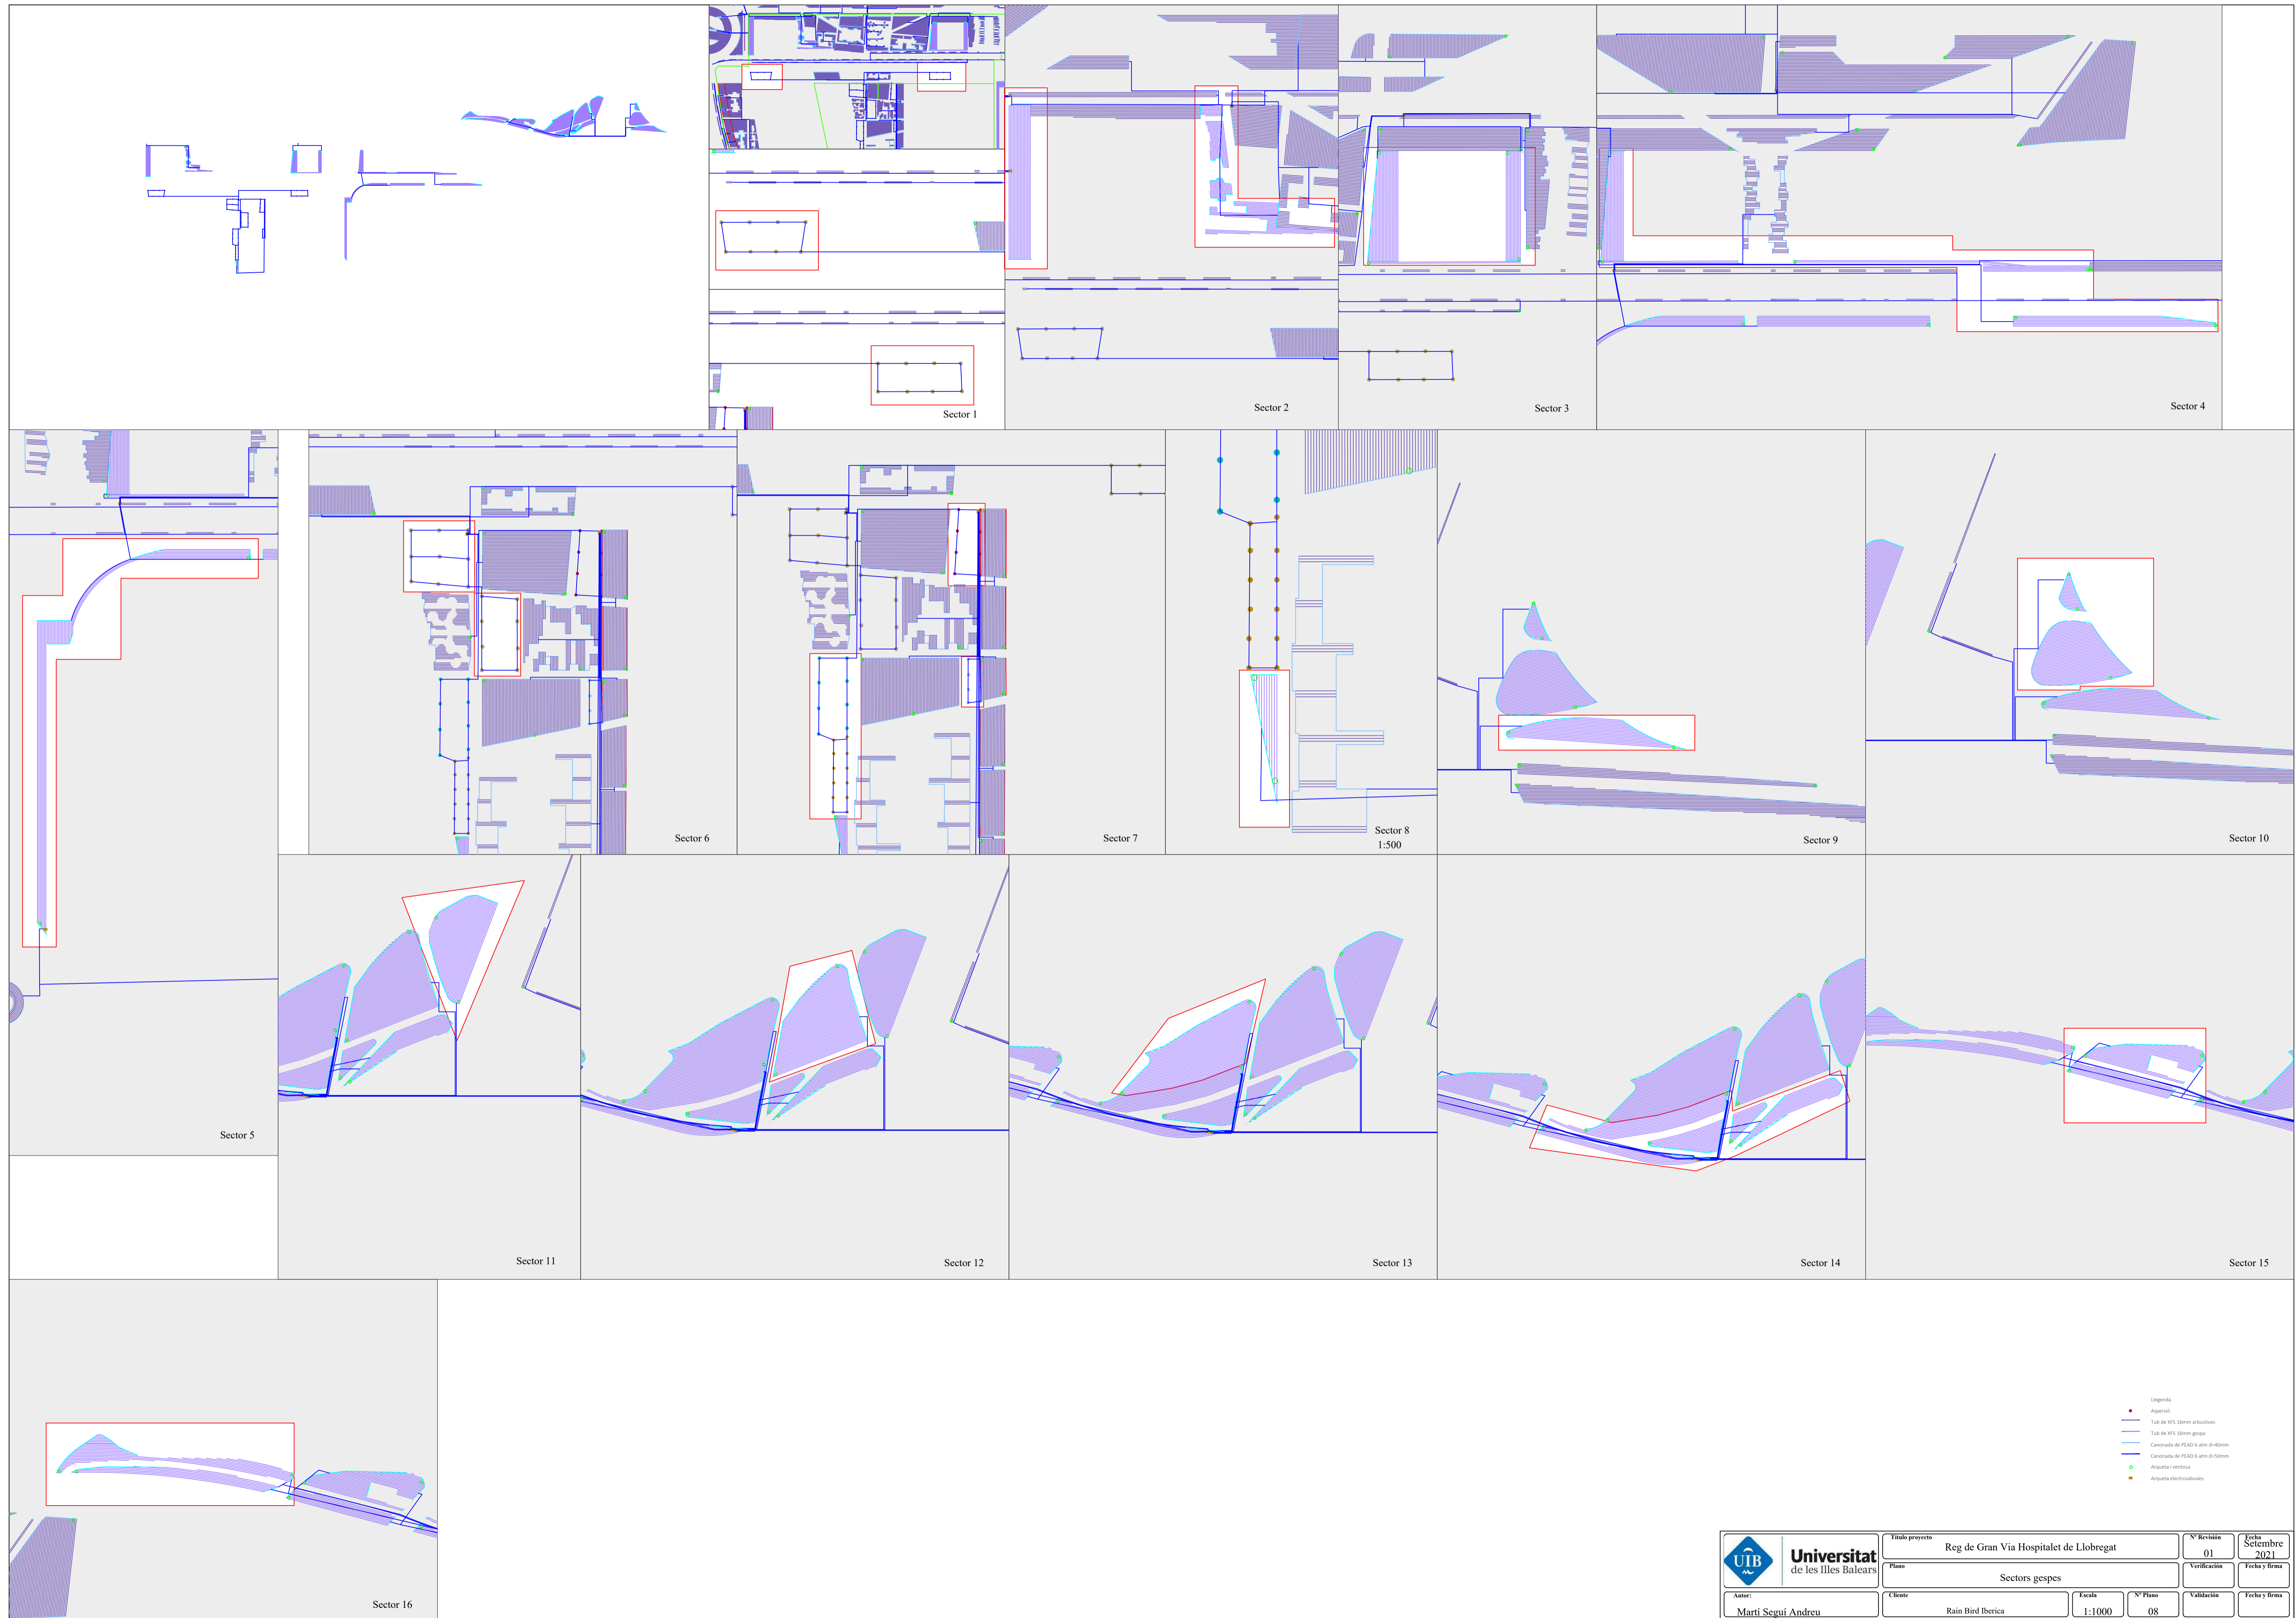 Sector 1
Sector 2
Sector 3
Sector 4
Sector 6
Sector 7
Sector 8
1:500
Sector 9
Sector 10
Sector 5
Sector 11
Sector 12
Sector 13
Sector 14
Sector 15
Sector 16
Llegenda
Aspersió
Tub de XFS 16mm arbustives
Tub de XFS 16mm gespa
Canonada de PEAD 6 atm d=40mm
Canonada de PEAD 6 atm d=50mm
Arqueta i ventosa
Arqueta electrovàlvules
UIB
Universitat
de les Illes Balears
Título proyecto
Reg de Gran Via Hospitalet de Llobregat
Nº Revisión
01
Fecha
Setembre
2021
Plano
Sectors gespes
Verificación
Fecha y firma
Autor:
Martí Seguí Andreu
Cliente
Rain Bird Iberica
Escala
1:1000
Nº Plano
08
Validación
Fecha y firma